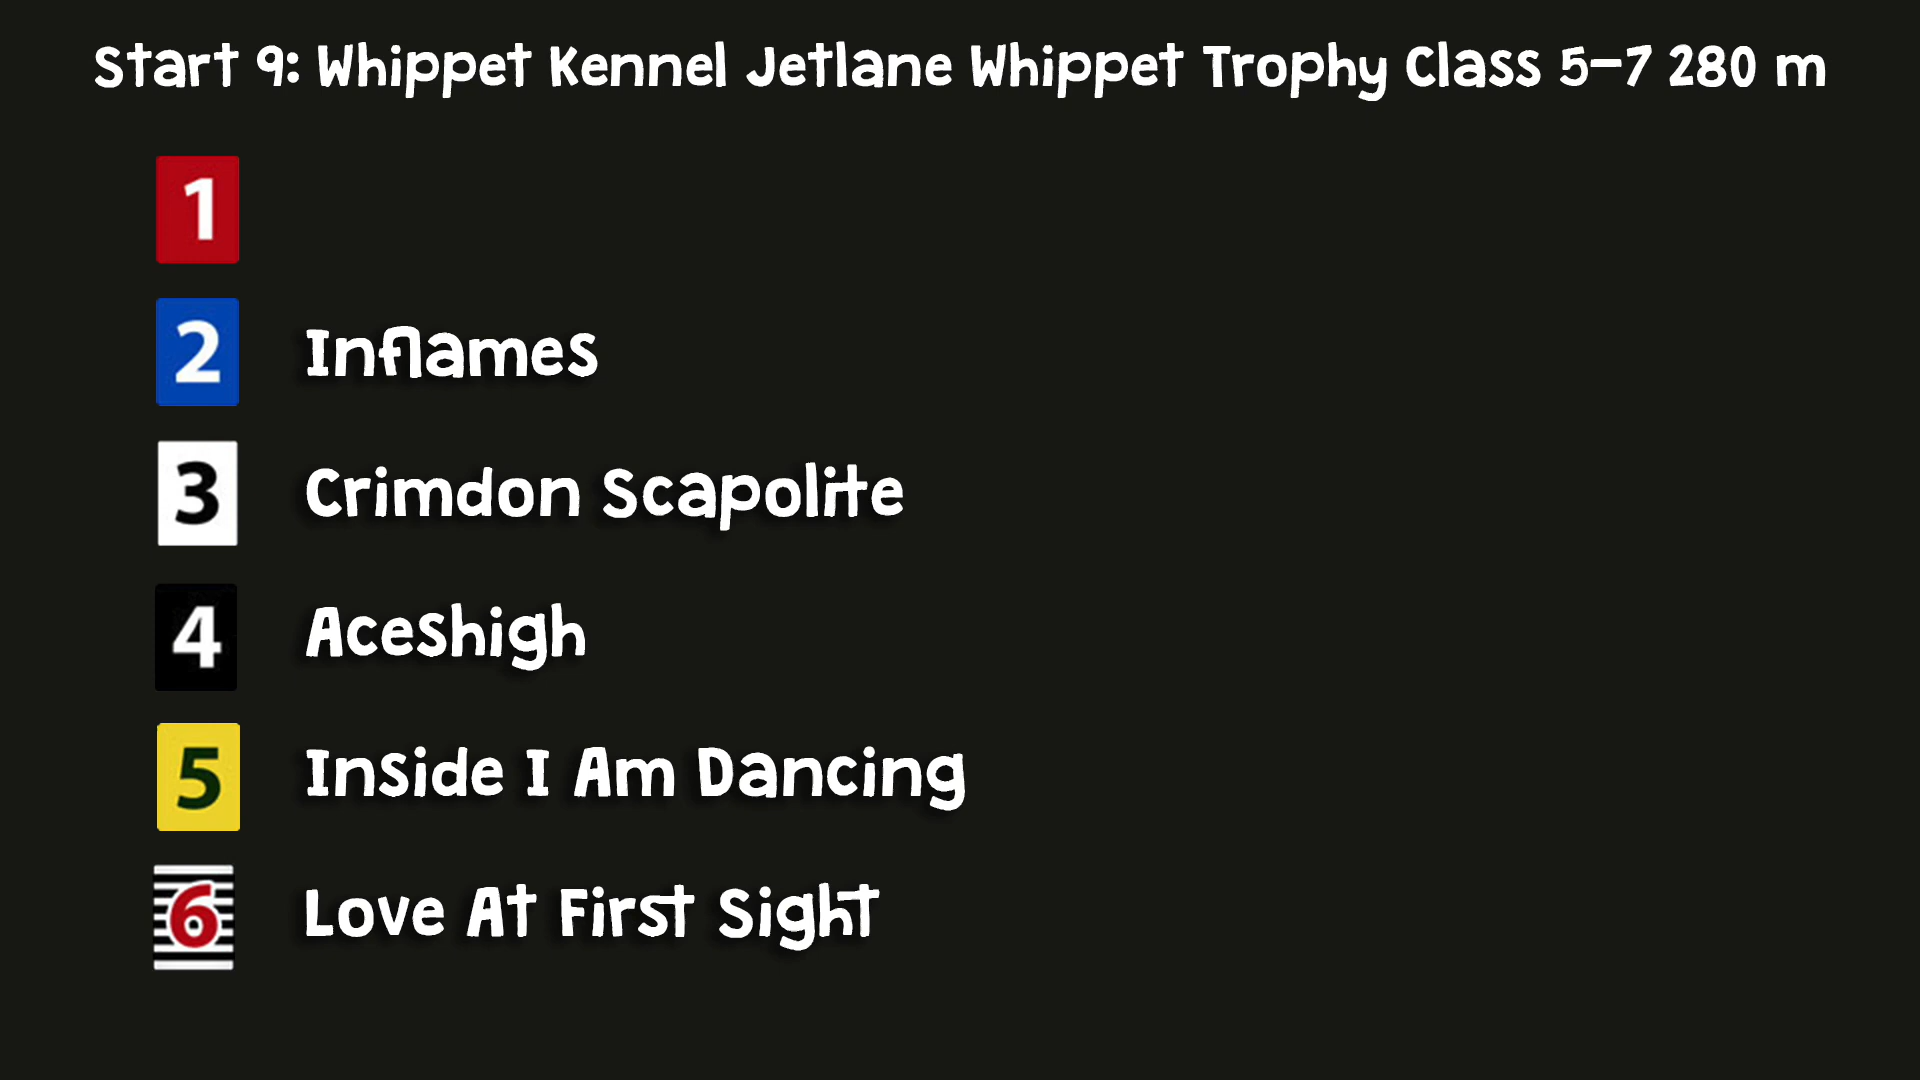 Start 9: Whippet Kennel Jetlane Whippet Trophy Class 5-7 280 m
1
2 Inflames
3 Crimdon Scapolite
4 Aceshigh
5 Inside I Am Dancing
6 Love At First Sight